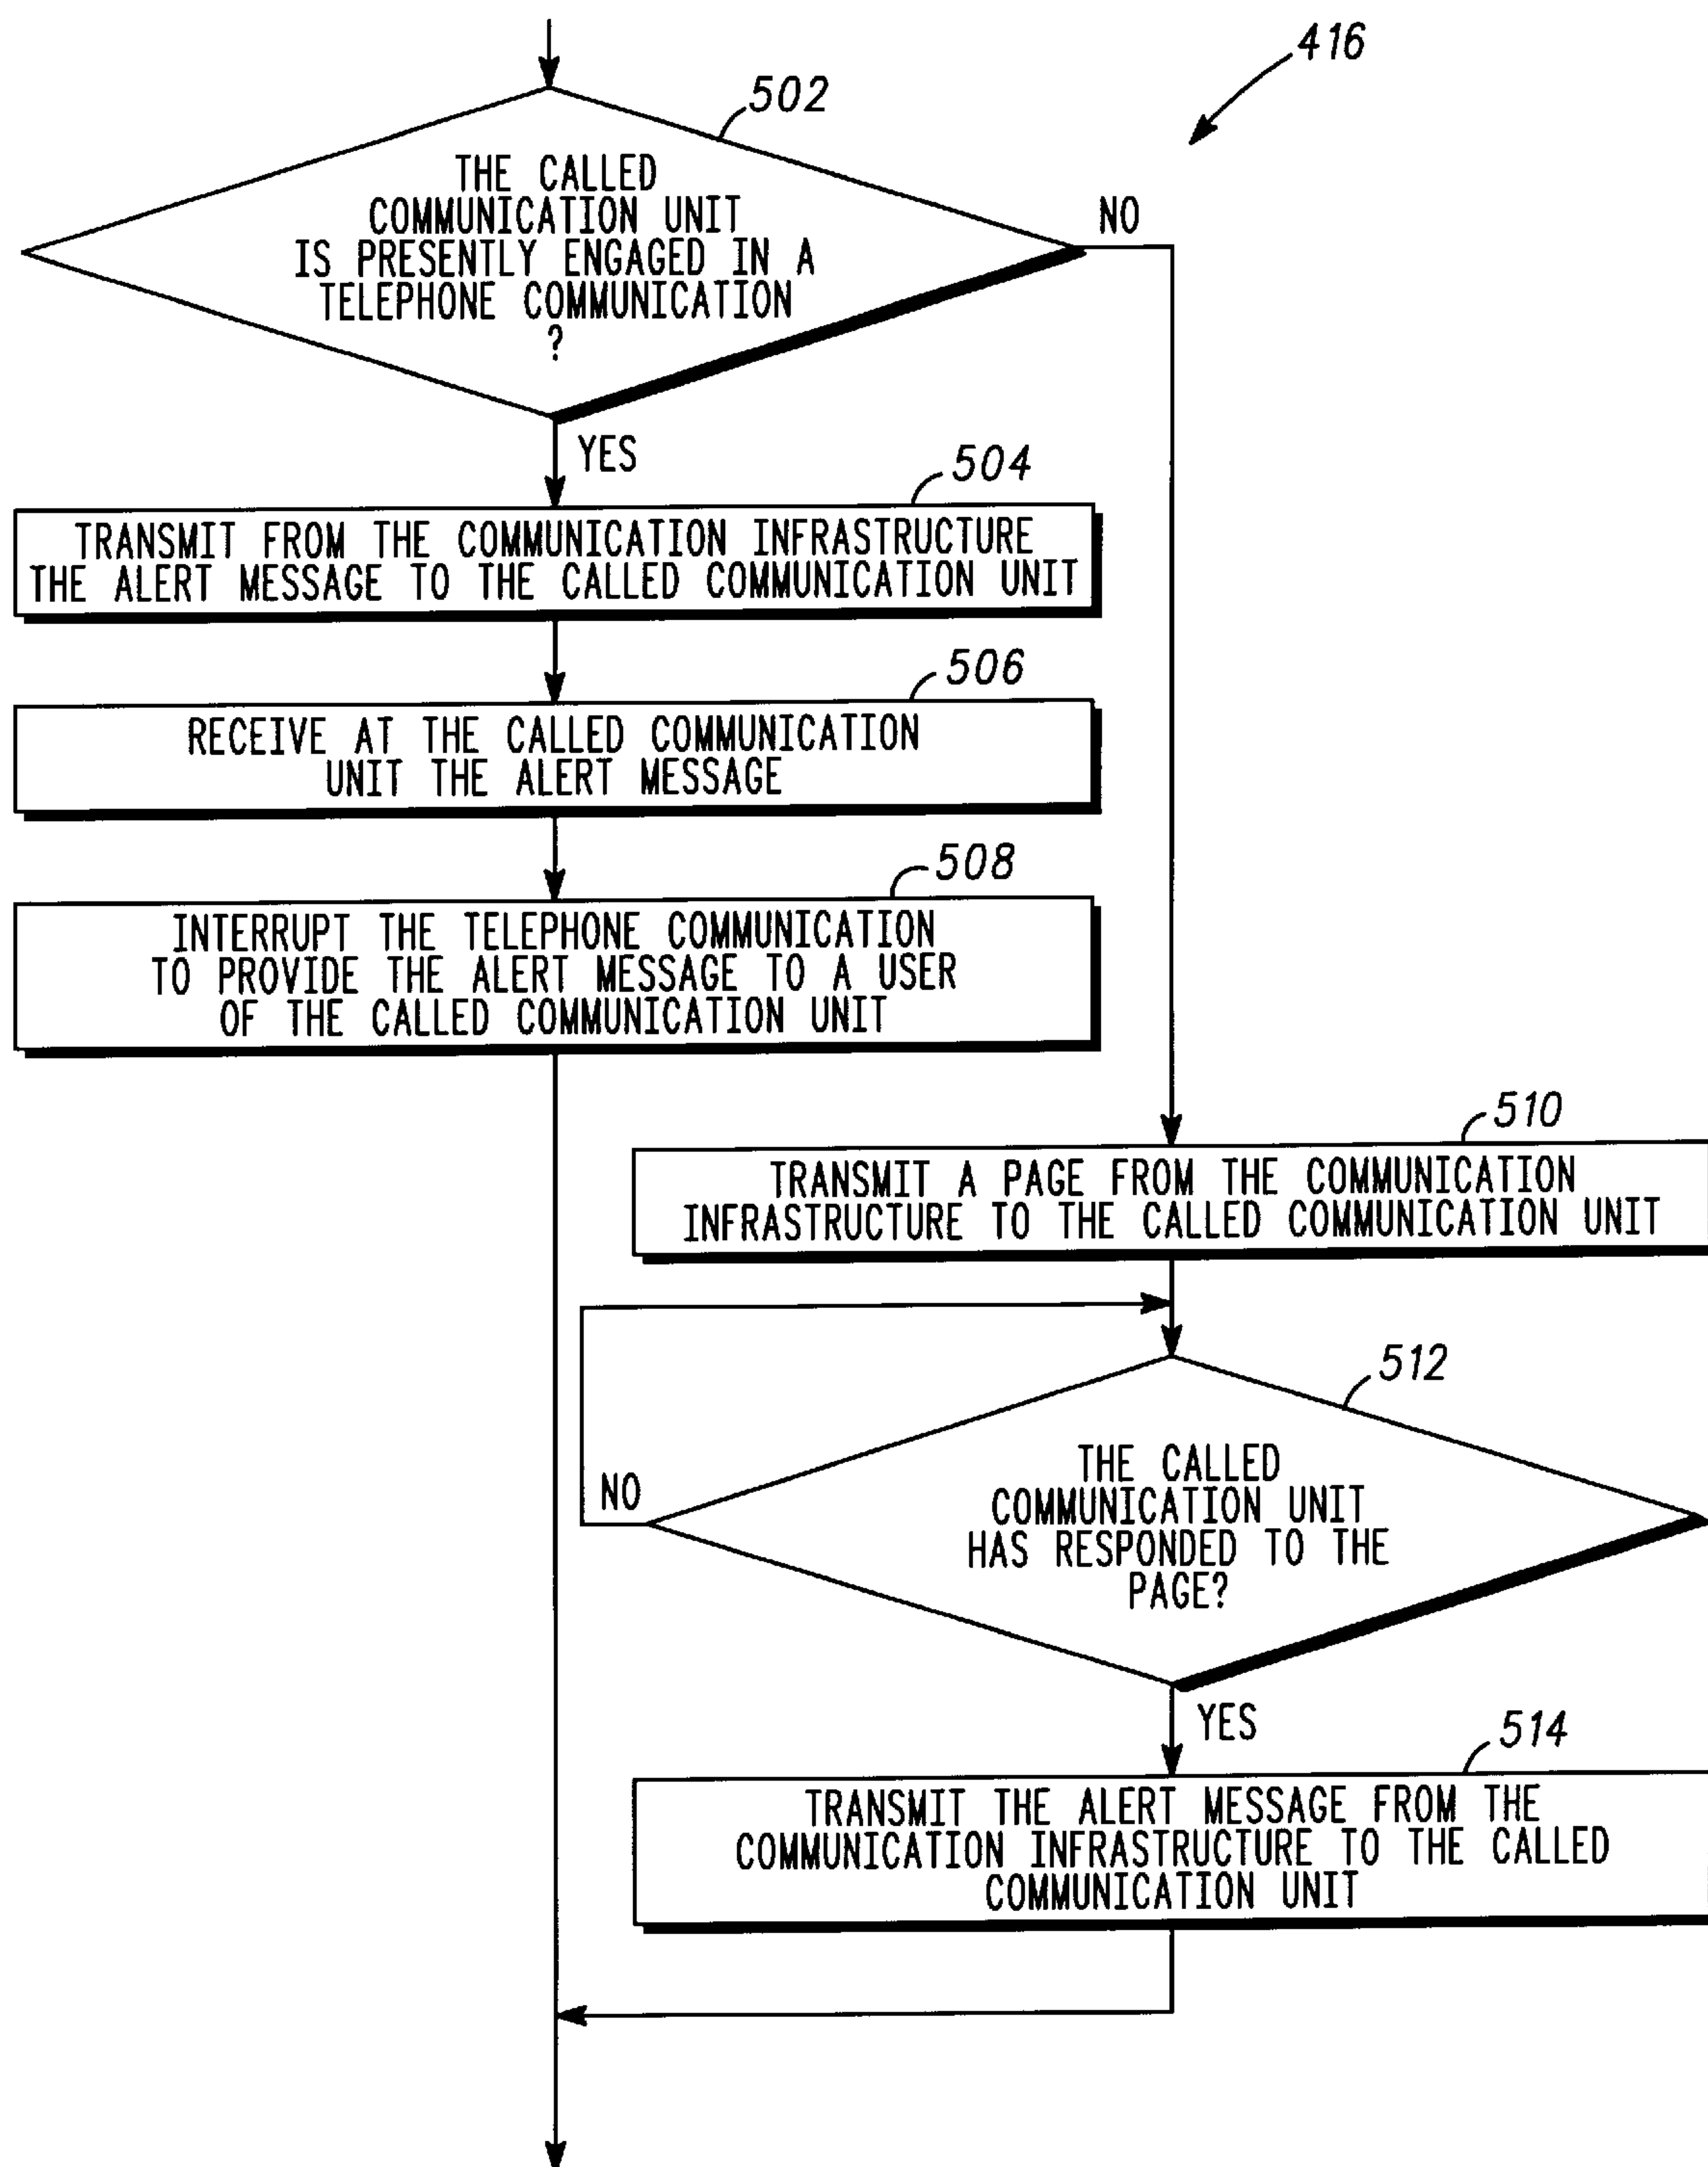 416
502
THE CALLED
COMMUNICATION UNIT
IS PRESENTLY ENGAGED IN A
TELEPHONE COMMUNICATION
?
NO
YES
504
TRANSMIT FROM THE COMMUNICATION INFRASTRUCTURE
THE ALERT MESSAGE TO THE CALLED COMMUNICATION UNIT
506
RECEIVE AT THE CALLED COMMUNICATION
UNIT THE ALERT MESSAGE
508
INTERRUPT THE TELEPHONE COMMUNICATION
TO PROVIDE THE ALERT MESSAGE TO A USER
OF THE CALLED COMMUNICATION UNIT
510
TRANSMIT A PAGE FROM THE COMMUNICATION
INFRASTRUCTURE TO THE CALLED COMMUNICATION UNIT
512
THE CALLED
COMMUNICATION UNIT
HAS RESPONDED TO THE
PAGE?
NO
YES
514
TRANSMIT THE ALERT MESSAGE FROM THE
COMMUNICATION INFRASTRUCTURE TO THE CALLED
COMMUNICATION UNIT